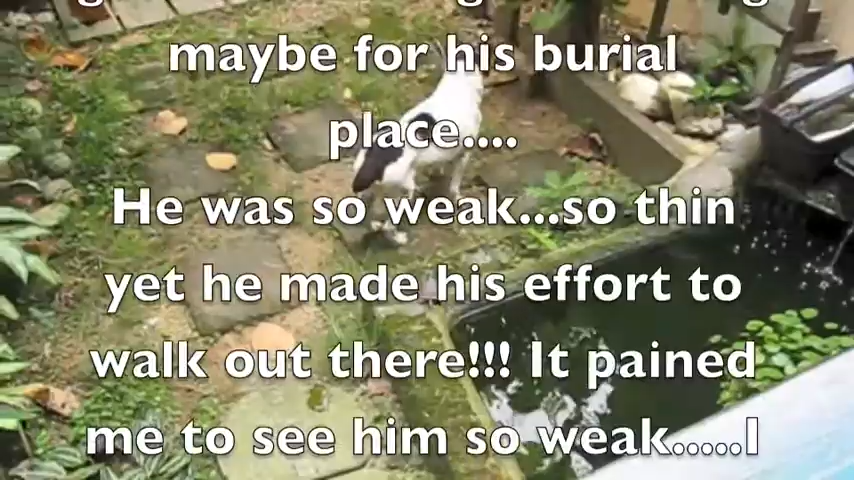 maybe for his burial
place....
He was so weak...so thin
yet he made his effort to
walk out there!!! It pained
me to see him so weak.....I